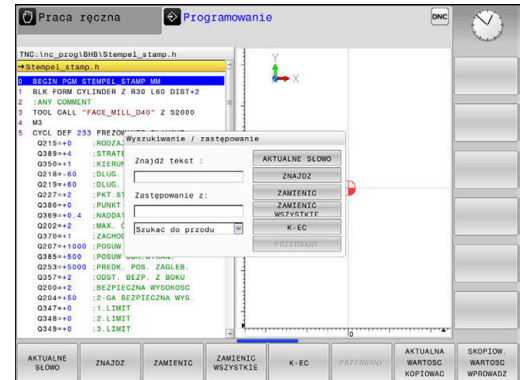 Praca ręczna
Programowanie
DNC
TNC:\nc_prog\BHB\Stempel_stamp.h
→Stempel_stamp.h
0 BEGIN PGM STEMPEL_STAMP MM
1 BLK FORM CYLINDER Z R30 L60 DIST+2
2 ;ANY COMMENT
3 TOOL CALL "FACE_MILL_D40" Z S2000
4 M3
5 CYCL DEF 233 FREZOWANIE
Q215=+0 ;RODZAJ
Q389=+4 ;STRATE
Q350=+1 ;KIERUN
Q218=-60 ;DLUG.
Q219=+60 ;DLUG.
Q227=+2 ;PKT.ST
Q386=+0 ;PUNKT
Q369=+0.4 ;NADDAT
Q202=+2 ;MAX.
Q370=+1 ;ZACHOD
Q207=+1000 ;POSUW
Q385=+500 ;POSUW
Q253=+5000 ;PREDK. POS. ZAGLEB.
Q357=+2 ;ODST. BEZP. Z BOKU
Q200=+2 ;BEZPIECZNA WYSOKOSC
Q204=+50 ;2-GA BEZPIECZNA WYS.
Q347=+0 ;1.LIMIT
Q348=+0 ;2.LIMIT
Q349=+0 ;3.LIMIT
Wyszukiwanie / zastępowanie
Znajdź tekst :
Zastępowanie z:
Szukać do przodu
AKTUALNE SŁOWO
ZNAJDZ
ZAMIENIC
ZAMIENIC
WSZYSTKIE
K-EC
PRZERWANY
Y
X
0
AKTUALNE
SŁOWO
ZNAJDZ
ZAMIENIC
ZAMIENIC
WSZYSTKIE
K-EC
PRZERWANY
AKTUALNA
WARTOSC
KOPIOWAC
SKOPIOW.
WARTOSC
WPROWADZ